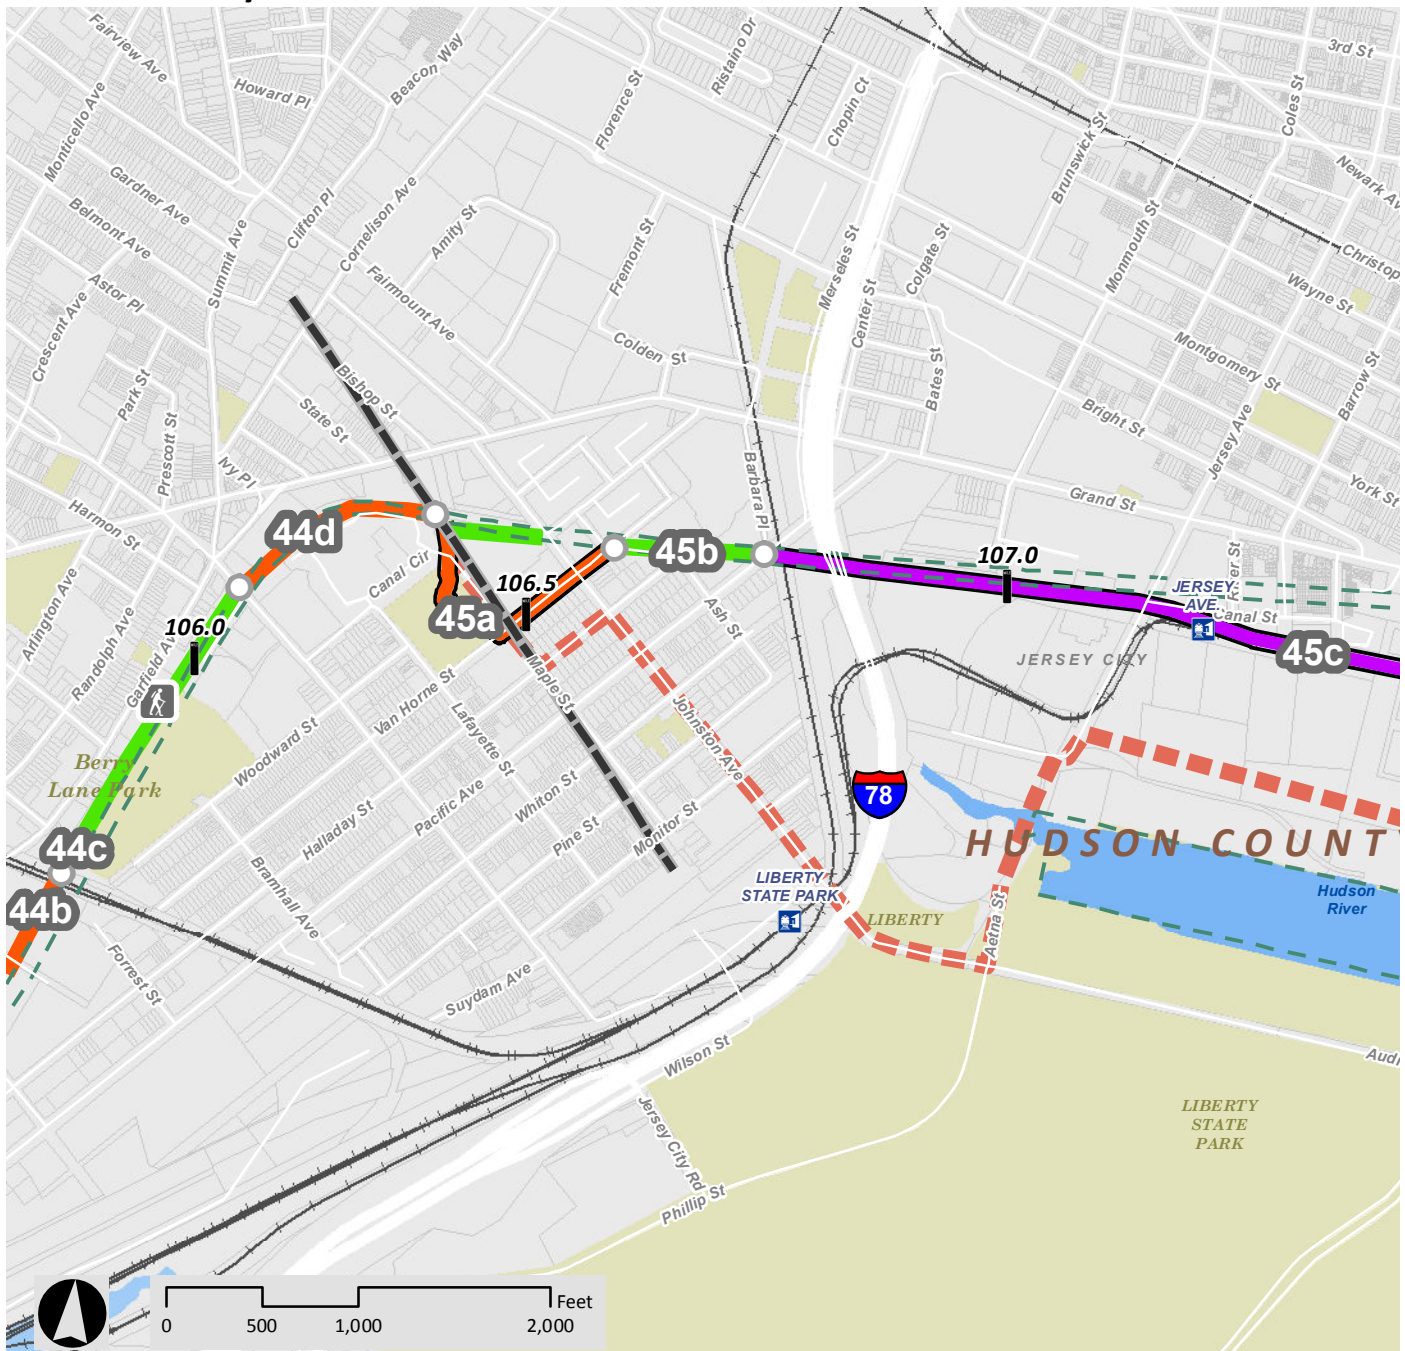 Fairview Ave
Howard Pl
Beacon Way
Florence St
Ristaino Dr
Chopin Ct
3rd St
Coles St
Brunswick St
Newark Av
Monticello Ave
Gardner Ave
Belmont Ave
Clifton Pl
Cornelison Ave
Amity St
Summit Ave
Fairmount Ave
Fremont St
Merseles St
Center St
Colgate St
Monmouth St
Christop
Wayne St
Astor Pl
Crescent Ave
Park St
Prescott St
Bishop St
State St
Ivy Pl
Colden St
Bates St
Montgomery St
Bright St
Jersey Ave
Barrow St
York St
Grand St
Barbara Pl
Harmon St
44d
Canal Cir
106.5
45a
45b
107.0
JERSEY
AVE.
River St
Canal St
45c
JERSEY CITY
Arlington Ave
Randolph Ave
106.0
Garfield Av
Ash St
Maple St
Van Horne St
Lafayette St
Johnston Ave
Woodward St
Berry
Lane Park
Halladay St
Pacific Ave
Whiton St
Pine St
Monitor St
78
HUDSON COUNT
44c
44b
Bramhall Ave
LIBERTY
STATE PARK
LIBERTY
Aetna St
Hudson
River
Forrest St
Suydam Ave
Wilson St
Audr
Jersey City Rd
Phillip St
LIBERTY
STATE
PARK
Feet
0 500 1,000 2,000